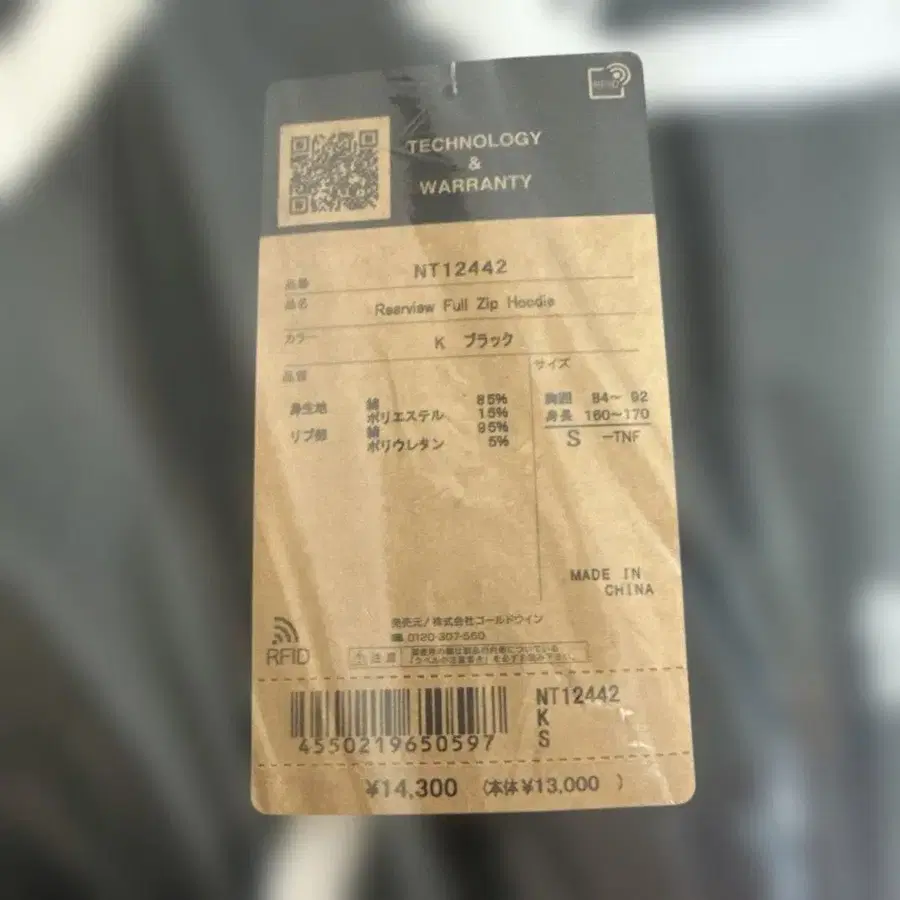 RFID
TECHNOLOGY
&
WARRANTY
品番 NT12442
品名 Rearview Full Zip Hoodie
カラー K ブラック
品質 サイズ
身生地 綿 85%
ポリエステル 15%
リブ部 綿 95%
ポリウレタン 5%
胸囲 84〜 92
身長 160〜170
S -TNF
MADE IN
CHINA
発売元/株式会社ゴールドウイン
0120-307-560
RFID
注意
4550219650597
NT12442
K
S
¥14,300 (本体¥13,000 )